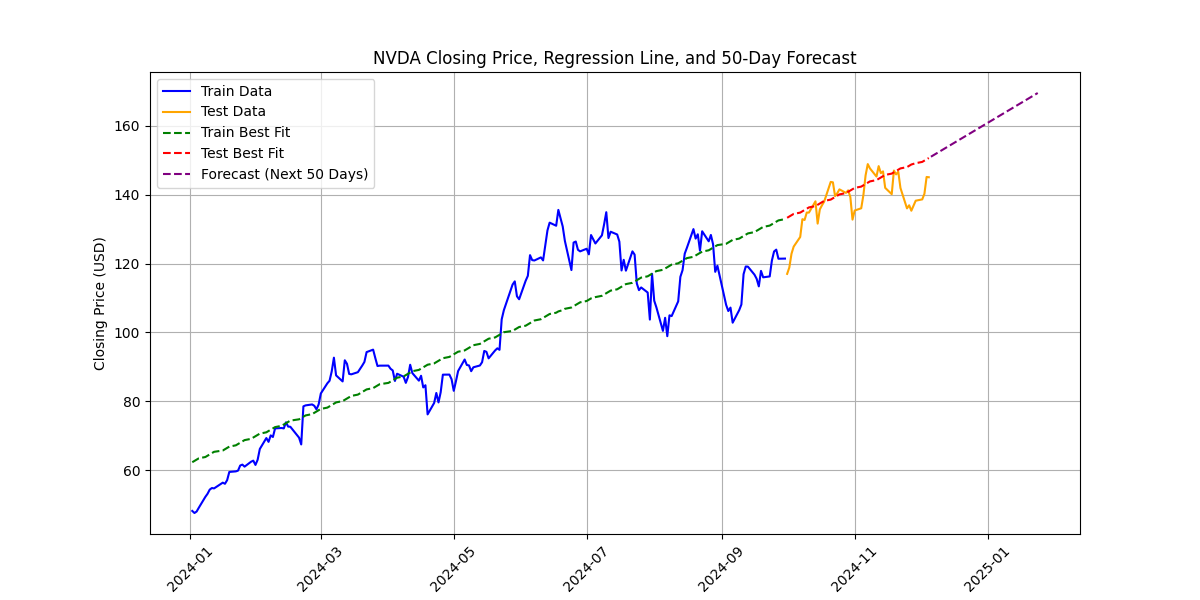 NVDA Closing Price, Regression Line, and 50-Day Forecast
Train Data
Test Data
Train Best Fit
Test Best Fit
Forecast (Next 50 Days)
Closing Price (USD)
160
140
120
100
80
60
2024-01
2024-03
2024-05
2024-07
2024-09
2024-11
2025-01